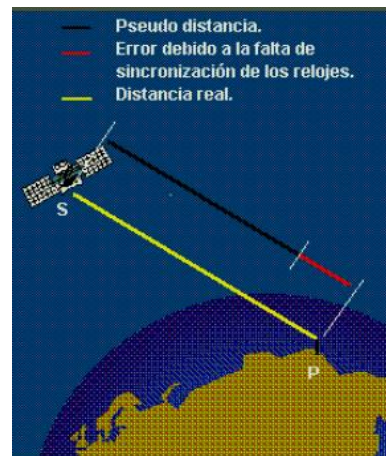 Pseudo distancia.
Error debido a la falta de
sincronización de los relojes.
Distancia real.
S
P